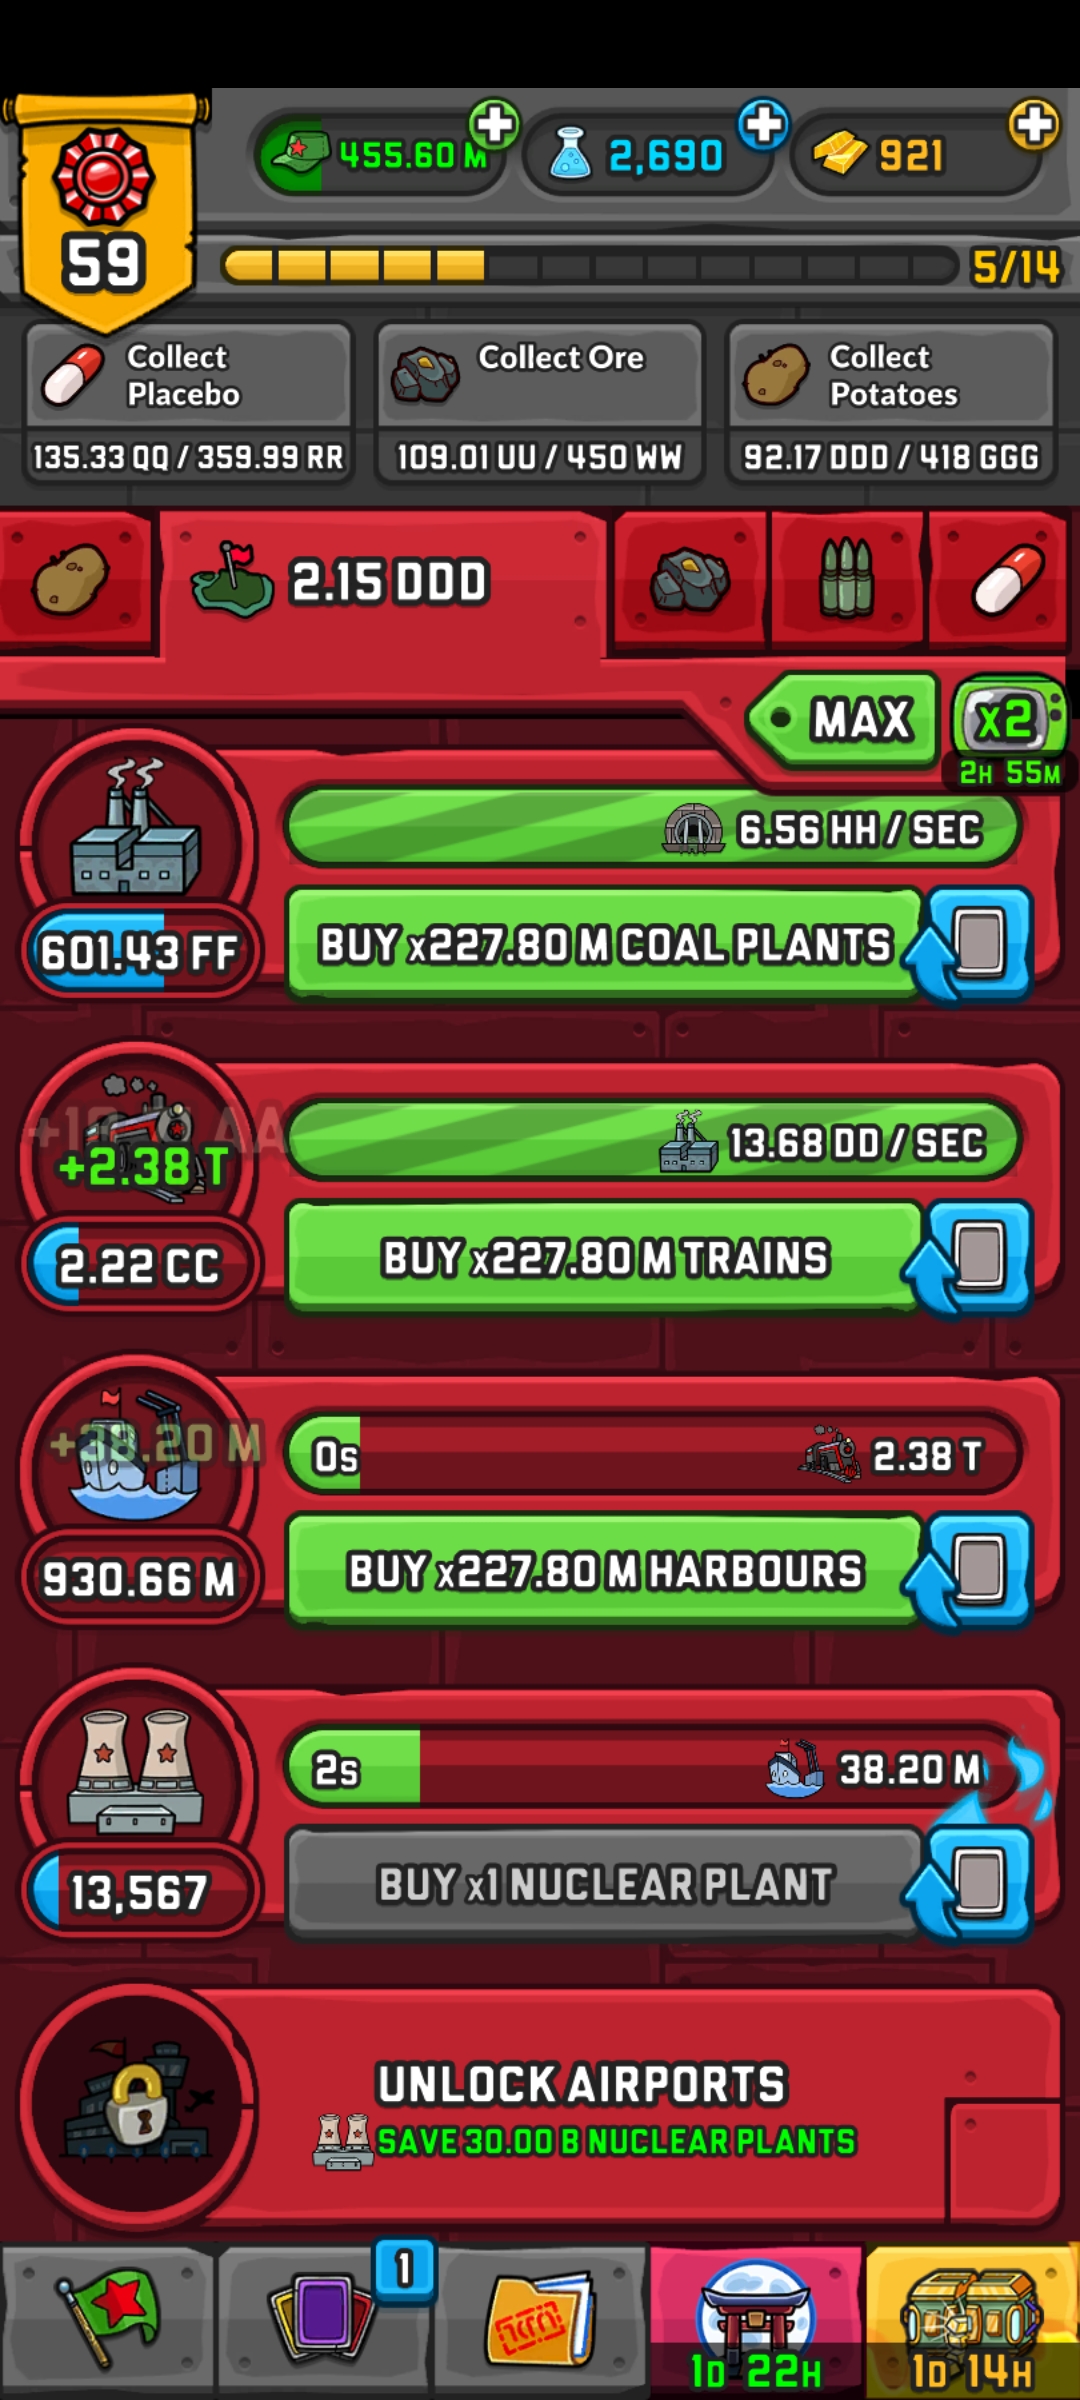 455.60 M
2,690
921
59
5/14
Collect
Placebo
135.33 QQ / 359.99 RR
Collect Ore
109.01 UU / 450 WW
Collect
Potatoes
92.17 DDD / 418 GGG
2.15 DDD
MAX
x2
2H 55M
6.56 HH / SEC
601.43 FF
BUY x227.80 M COAL PLANTS
13.68 DD / SEC
+2.38 T
2.22 CC
BUY x227.80 M TRAINS
+38.20 M
0s
2.38 T
930.66 M
BUY x227.80 M HARBOURS
2s
38.20 M
13,567
BUY x1 NUCLEAR PLANT
UNLOCK AIRPORTS
SAVE 30.00 B NUCLEAR PLANTS
1
1D 22H
1D 14H